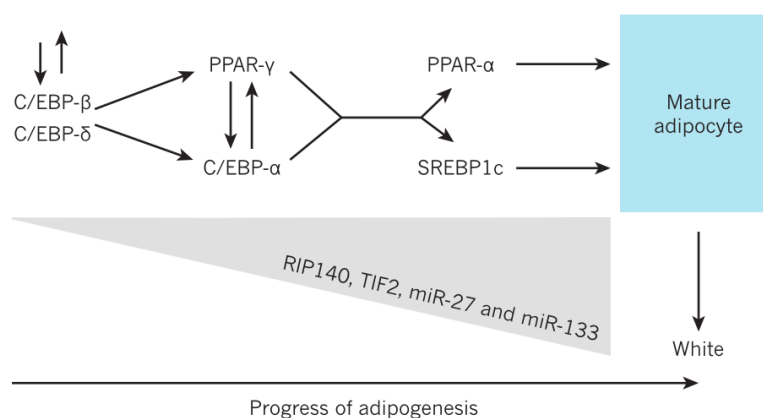 PPAR-γ
PPAR-α
C/EBP-β
C/EBP-δ
C/EBP-α
SREBP1c
Mature
adipocyte
RIP140, TIF2, miR-27 and miR-133
White
Progress of adipogenesis